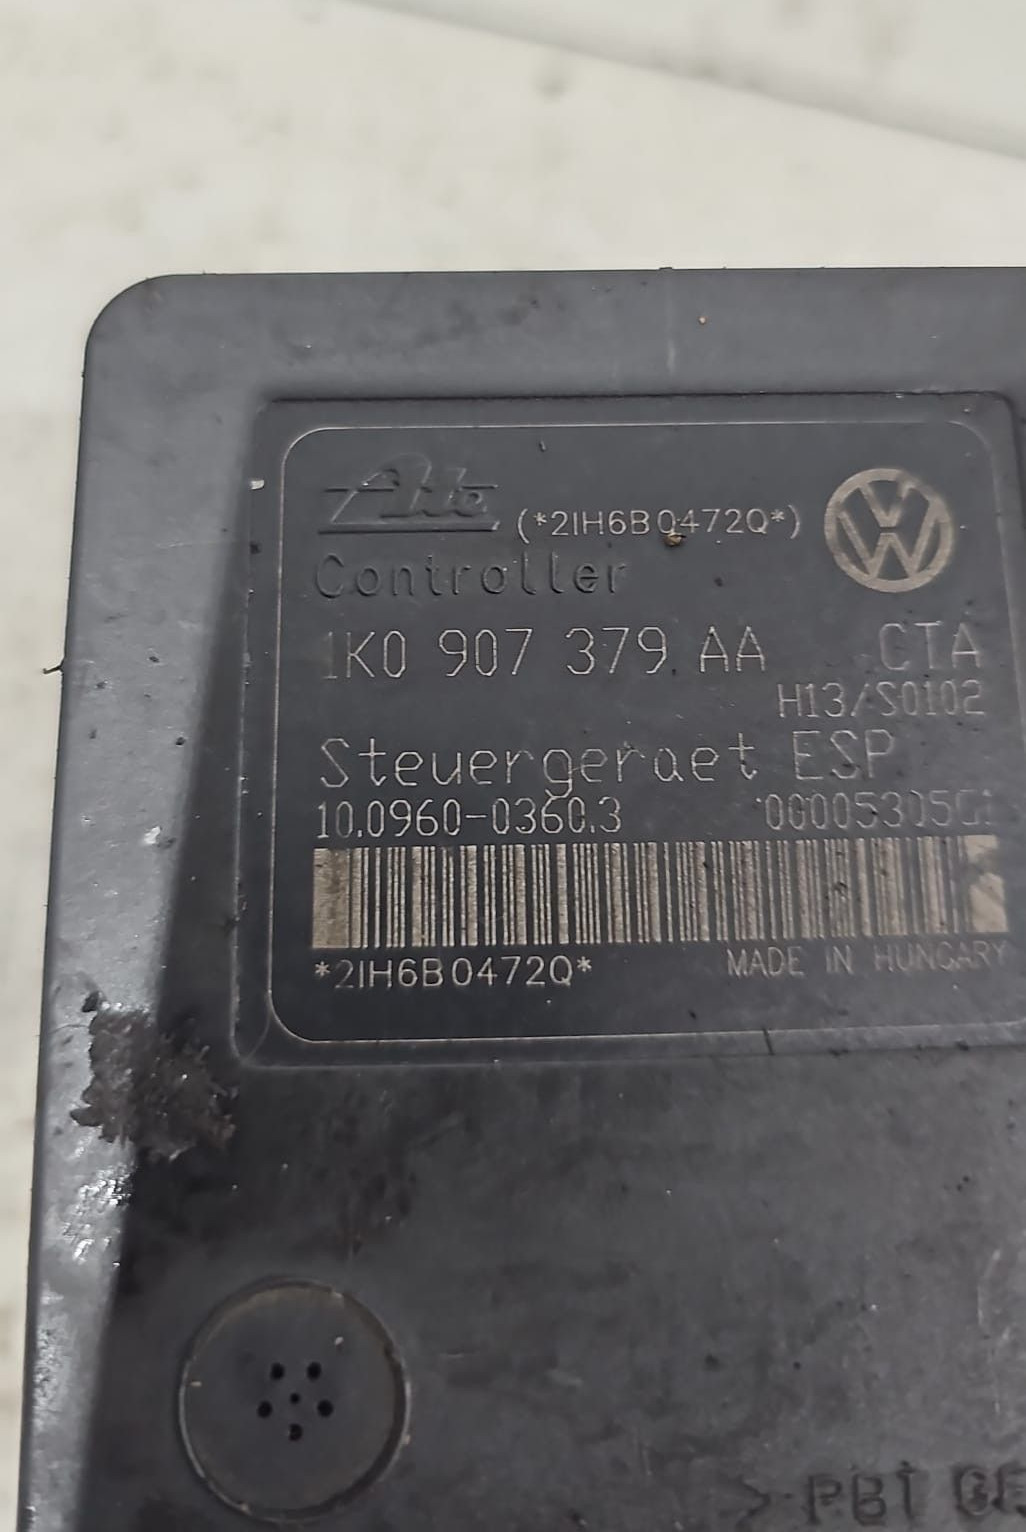 Ate (*2IH6B0472Q*)
Controller
1K0 907 379 AA CTA
H13/S0102
Steuergeraet ESP
10.0960-0360.3
*2IH6B0472Q* MADE IN HUNGARY
> PBT